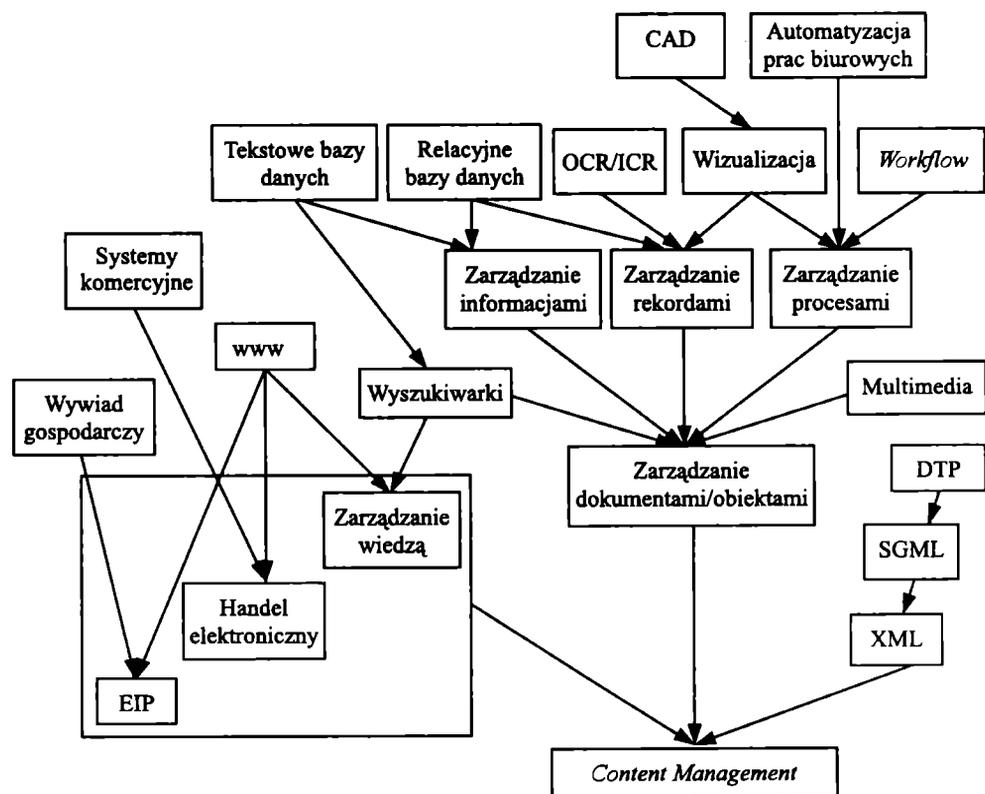 CAD
Automatyzacja
prac biurowych
Tekstowe bazy
danych
Relacyjne
bazy danych
OCR/ICR
Wizualizacja
Workflow
Systemy
komercyjne
Zarządzanie
informacjami
Zarządzanie
rekordami
Zarządzanie
procesami
www
Wyszukiwarki
Multimedia
Wywiad
gospodarczy
Zarządzanie
dokumentami/obiektami
DTP
Zarządzanie
wiedzą
SGML
Handel
elektroniczny
XML
EIP
Content Management